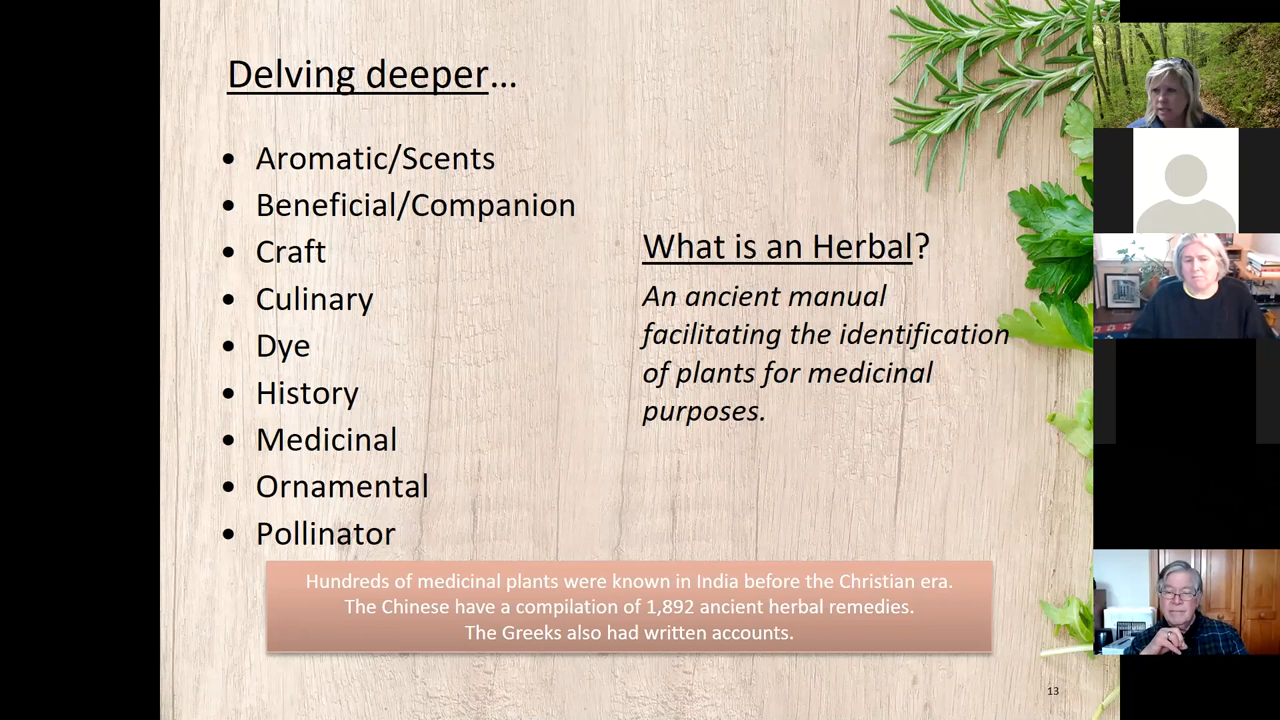 Delving deeper...
• Aromatic/Scents
• Beneficial/Companion
• Craft
• Culinary
• Dye
• History
• Medicinal
• Ornamental
• Pollinator
What is an Herbal?
An ancient manual
facilitating the identification
of plants for medicinal
purposes.
Hundreds of medicinal plants were known in India before the Christian era.
The Chinese have a compilation of 1,892 ancient herbal remedies.
The Greeks also had written accounts.
13